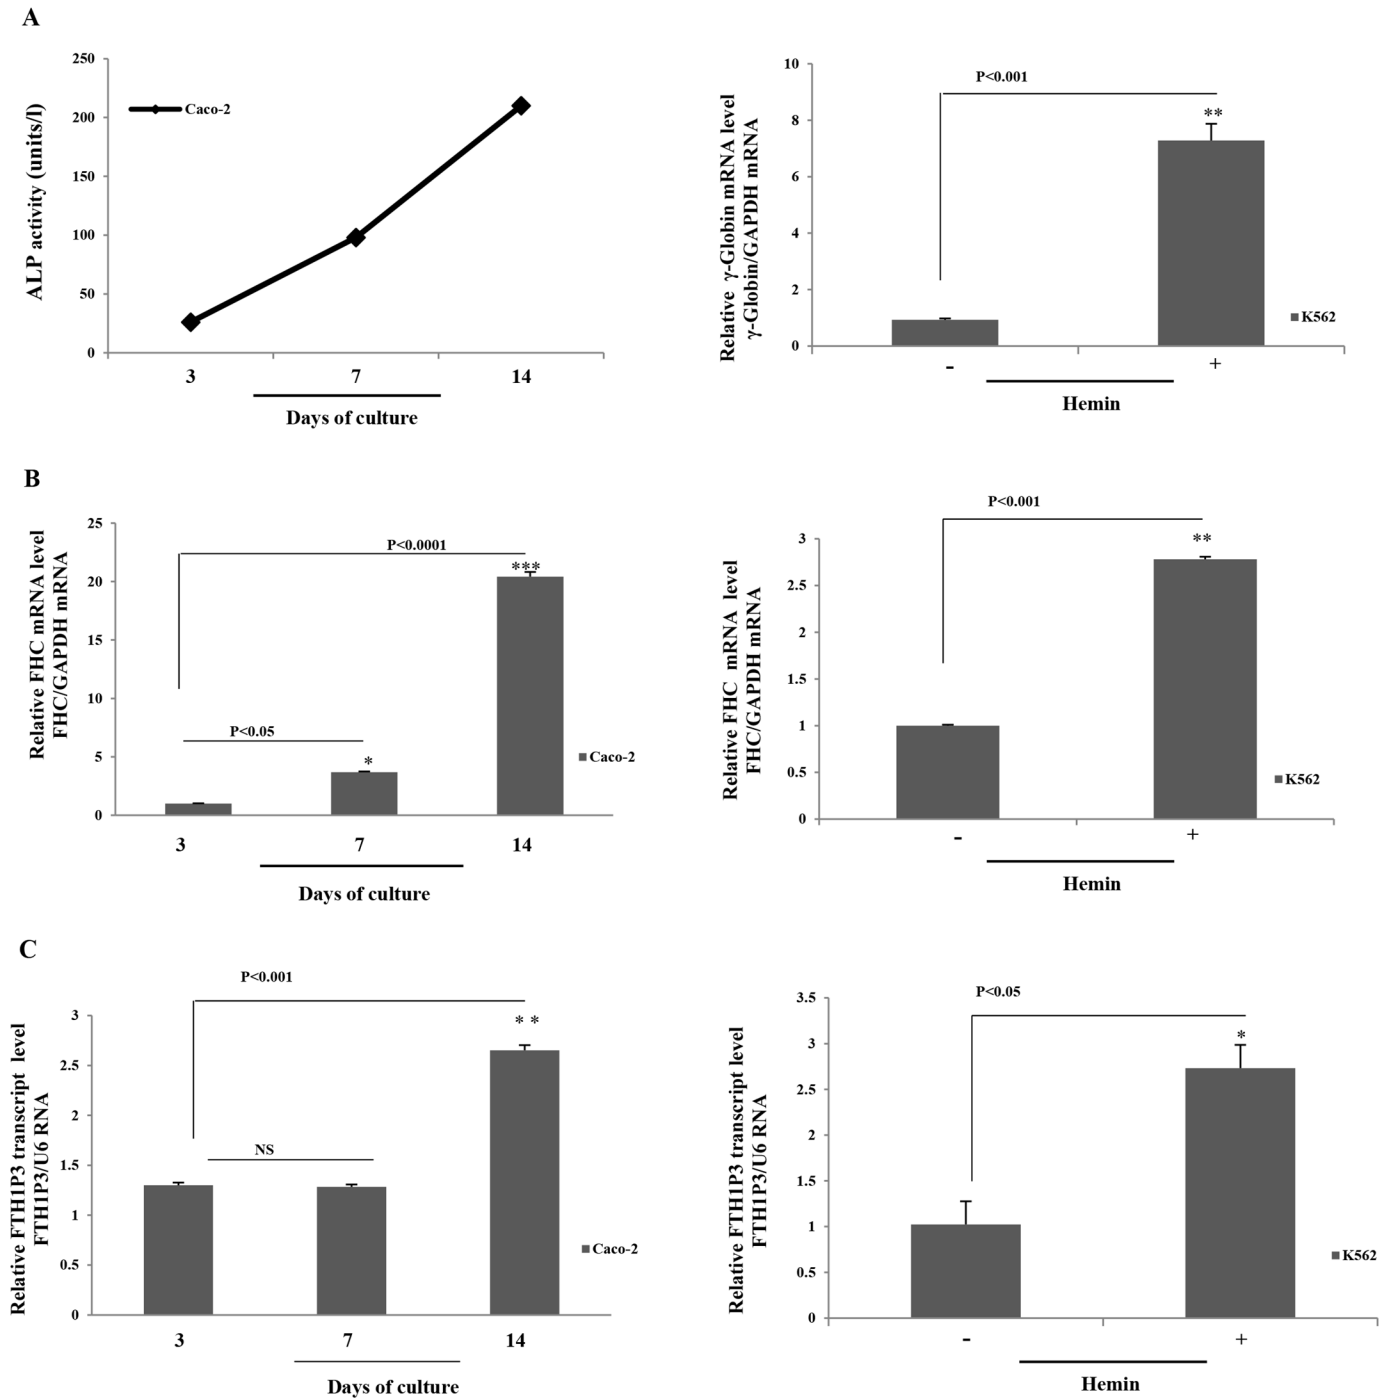 A
ALP activity (units/l)
250
200
150
100
50
0
Caco-2
3 7 14
Days of culture
Relative γ-Globin mRNA level
γ-Globin/GAPDH mRNA
10
8
6
4
2
0
P<0.001
**
K562
- +
Hemin
B
Relative FHC mRNA level
FHC/GAPDH mRNA
25
20
15
10
5
0
P<0.0001
***
P<0.05
*
Caco-2
3 7 14
Days of culture
Relative FHC mRNA level
FHC/GAPDH mRNA
3
2.5
2
1.5
1
0.5
0
P<0.001
**
K562
- +
Hemin
C
Relative FTH1P3 transcript level
FTH1P3/U6 RNA
3
2.5
2
1.5
1
0.5
0
P<0.001
* *
NS
Caco-2
3 7 14
Days of culture
Relative FTH1P3 transcript level
FTH1P3/U6 RNA
3.5
3
2.5
2
1.5
1
0.5
0
P<0.05
*
K562
- +
Hemin